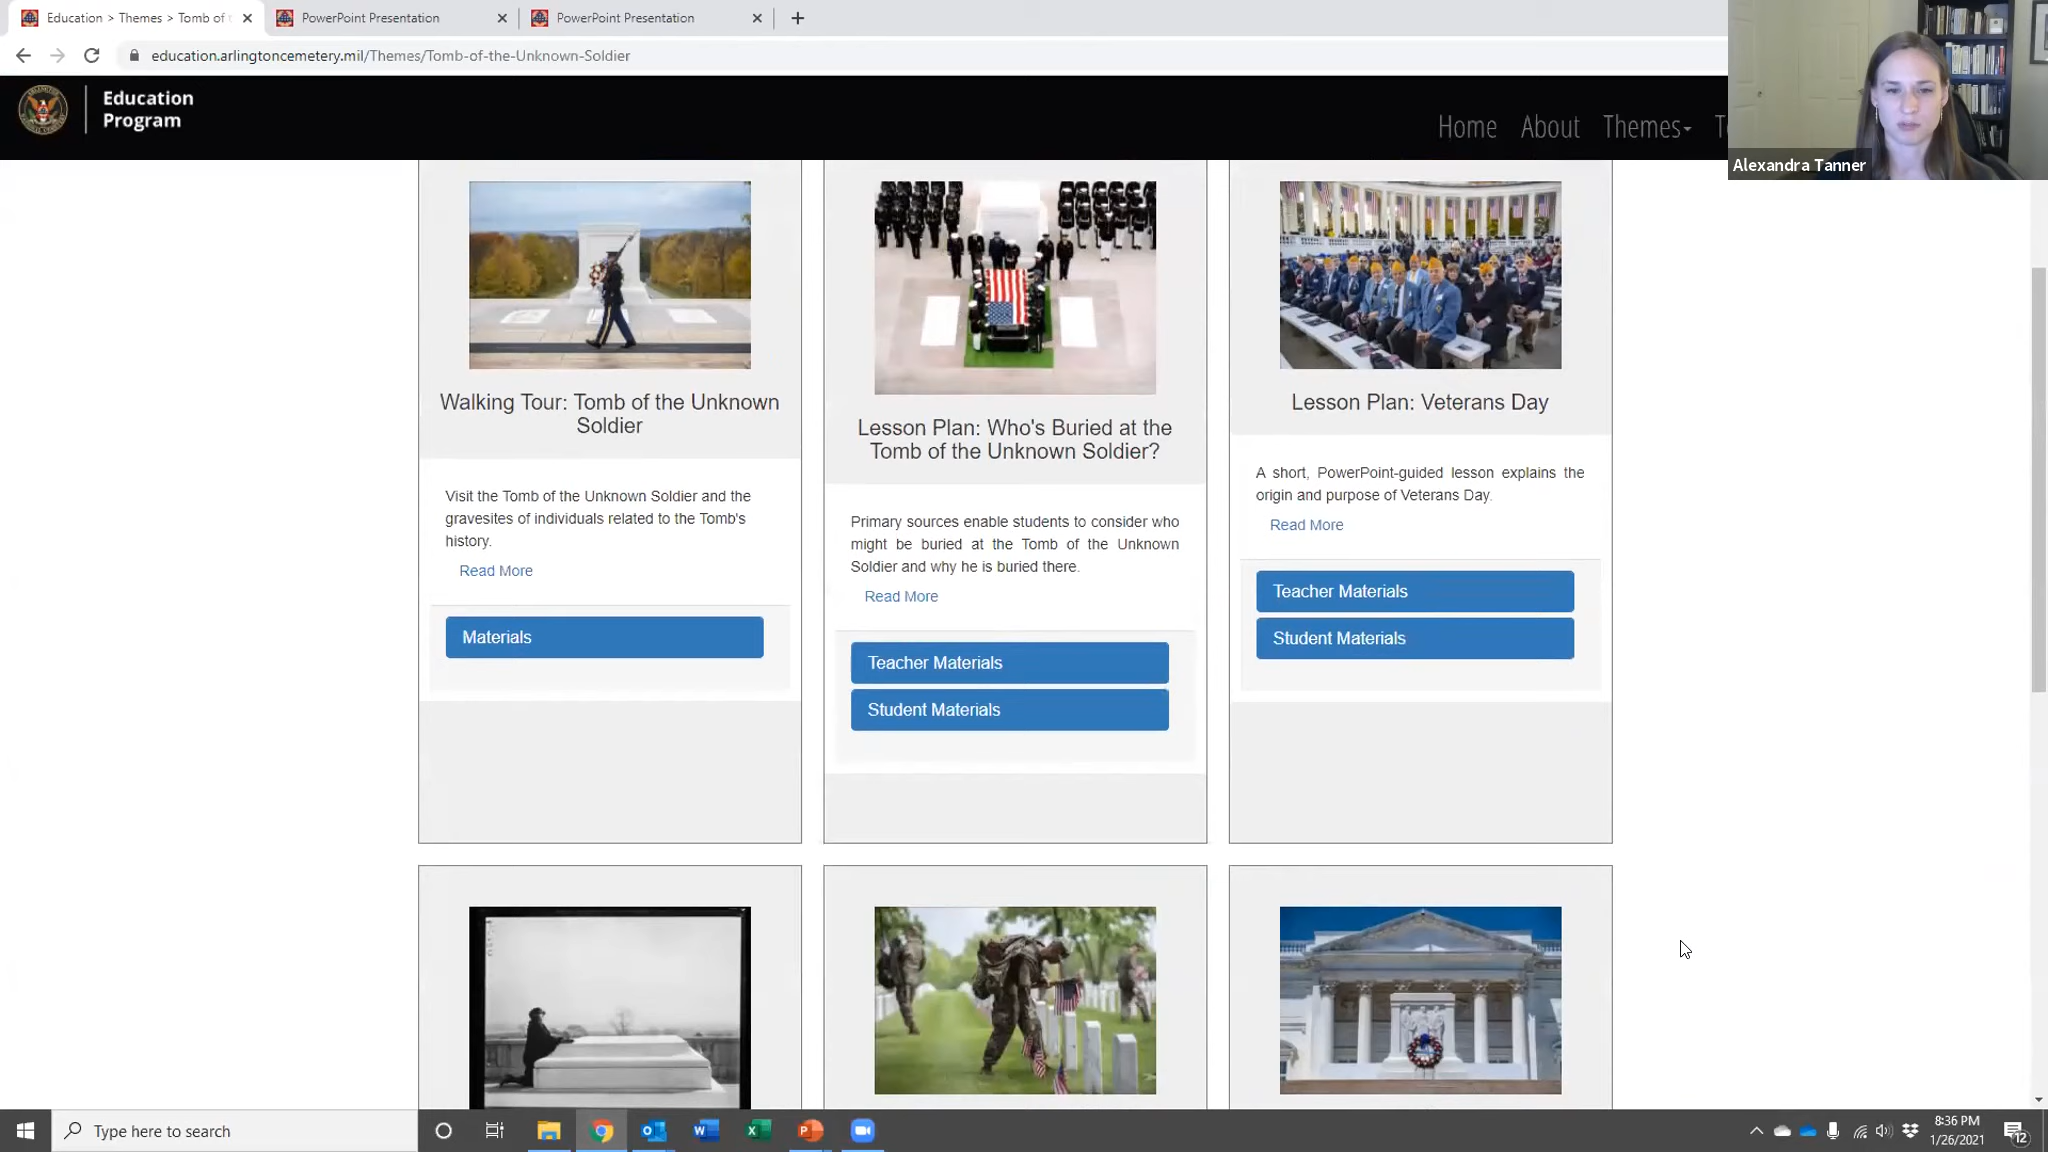 Education > Themes > Tomb of t
PowerPoint Presentation
PowerPoint Presentation
education.arlingtoncemetery.mil/Themes/Tomb-of-the-Unknown-Soldier
Education
Program
Home
About
Themes
T
Alexandra Tanner
Walking Tour: Tomb of the Unknown
Soldier
Visit the Tomb of the Unknown Soldier and the
gravesites of individuals related to the Tomb's
history.
Read More
Materials
Lesson Plan: Who's Buried at the
Tomb of the Unknown Soldier?
Primary sources enable students to consider who
might be buried at the Tomb of the Unknown
Soldier and why he is buried there.
Read More
Teacher Materials
Student Materials
Lesson Plan: Veterans Day
A short, PowerPoint-guided lesson explains the
origin and purpose of Veterans Day.
Read More
Teacher Materials
Student Materials
Type here to search
8:36 PM
1/26/2021
12